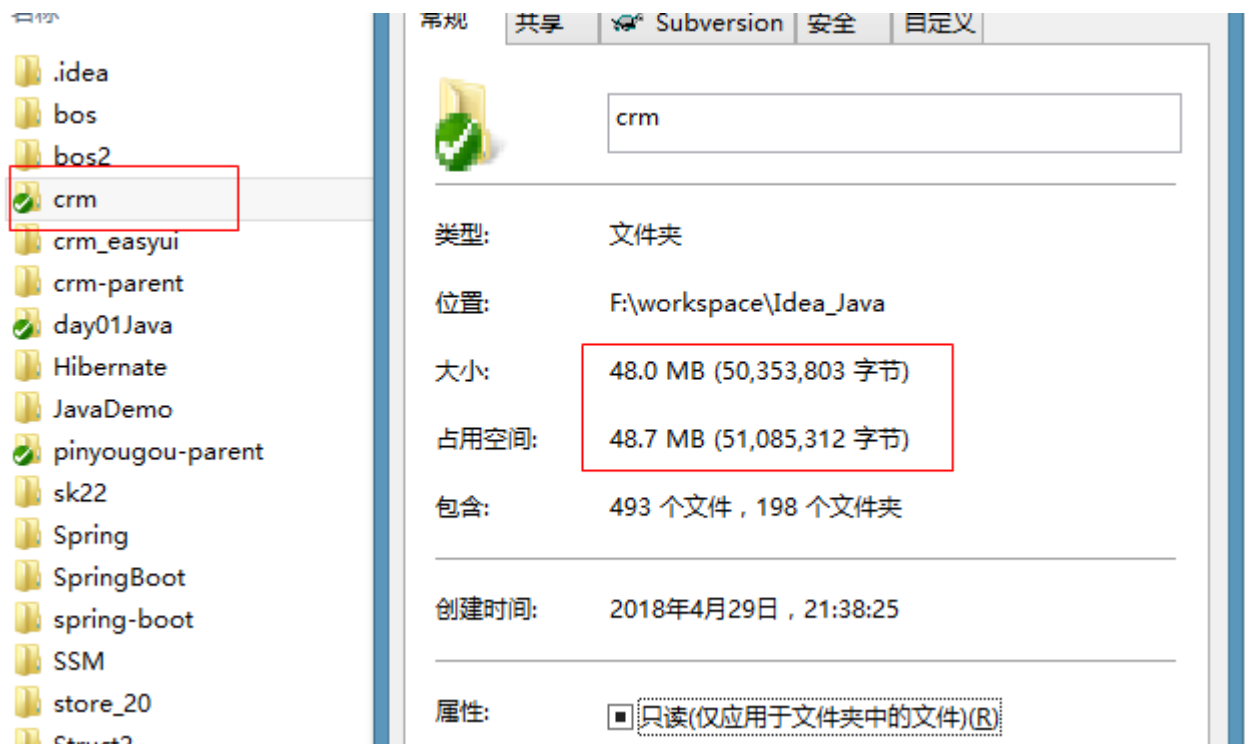 名称
.idea
bos
bos2
crm
crm_easyui
crm-parent
day01Java
Hibernate
JavaDemo
pinyougou-parent
sk22
Spring
SpringBoot
spring-boot
SSM
store_20
Struct2
常规 共享 Subversion 安全 自定义
crm
类型: 文件夹
位置: F:\workspace\Idea_Java
大小: 48.0 MB (50,353,803 字节)
占用空间: 48.7 MB (51,085,312 字节)
包含: 493 个文件，198 个文件夹
创建时间: 2018年4月29日，21:38:25
属性: 只读(仅应用于文件夹中的文件)(R)